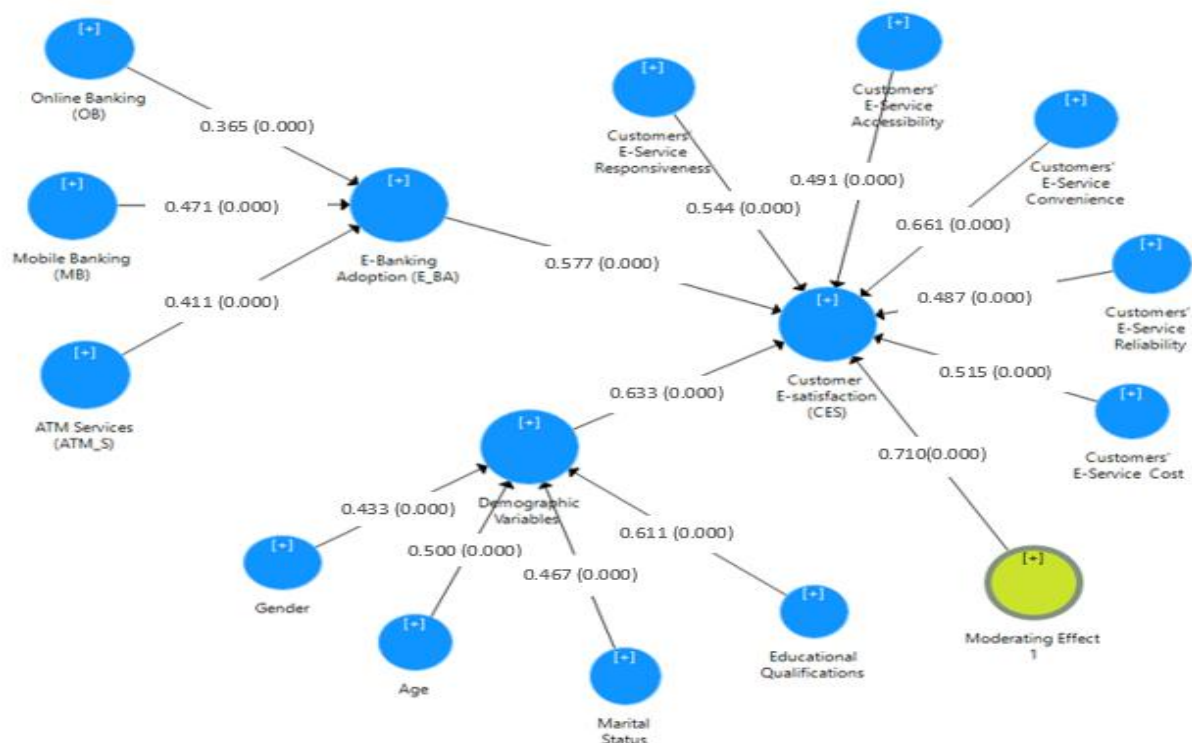 [+]
Online Banking
(OB)
0.365 (0.000)
[+]
Mobile Banking
(MB)
0.471 (0.000)
[+]
ATM Services
(ATM_S)
0.411 (0.000)
[+]
E-Banking
Adoption (E_BA)
0.577 (0.000)
[+]
Customers'
E-Service
Responsiveness
0.544 (0.000)
[+]
Customers'
E-Service
Accessibility
0.491 (0.000)
[+]
Customers'
E-Service
Convenience
0.661 (0.000)
[+]
Customers'
E-Service
Reliability
0.487 (0.000)
[+]
Customers'
E-Service Cost
0.515 (0.000)
[+]
Customer
E-satisfaction
(CES)
0.633 (0.000)
0.710(0.000)
[+]
Demographic
Variables
0.433 (0.000)
0.500 (0.000)
0.467 (0.000)
0.611 (0.000)
[+]
Gender
[+]
Age
[+]
Marital
Status
[+]
Educational
Qualifications
[+]
Moderating Effect
1